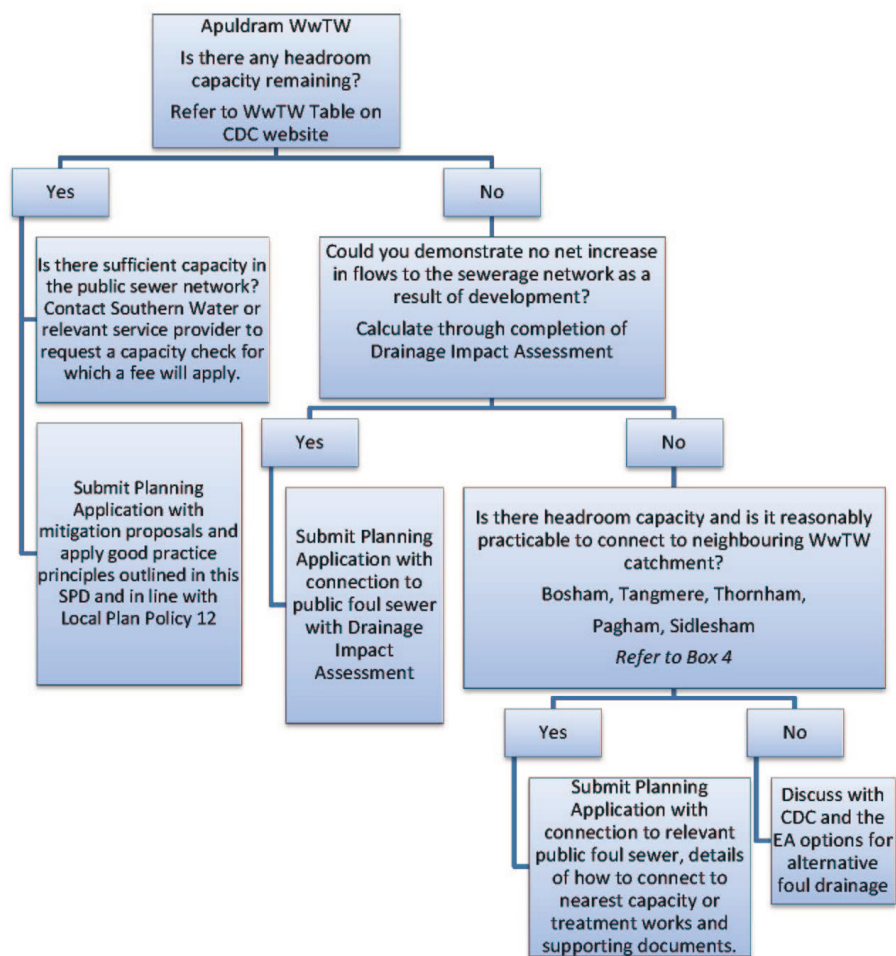 Apuldram WwTW
Is there any headroom
capacity remaining?
Refer to WwTW Table on
CDC website
Yes
No
Is there sufficient capacity in
the public sewer network?
Contact Southern Water or
relevant service provider to
request a capacity check for
which a fee will apply.
Could you demonstrate no net increase
in flows to the sewerage network as a
result of development?
Calculate through completion of
Drainage Impact Assessment
Submit Planning
Application with
mitigation proposals and
apply good practice
principles outlined in this
SPD and in line with
Local Plan Policy 12
Yes
No
Submit Planning
Application with
connection to
public foul sewer
with Drainage
Impact
Assessment
Is there headroom capacity and is it reasonably
practicable to connect to neighbouring WwTW
catchment?
Bosham, Tangmere, Thornham,
Pagham, Sidlesham
Refer to Box 4
Yes
No
Submit Planning
Application with
connection to relevant
public foul sewer, details
of how to connect to
nearest capacity or
treatment works and
supporting documents.
Discuss with
CDC and the
EA options for
alternative
foul drainage